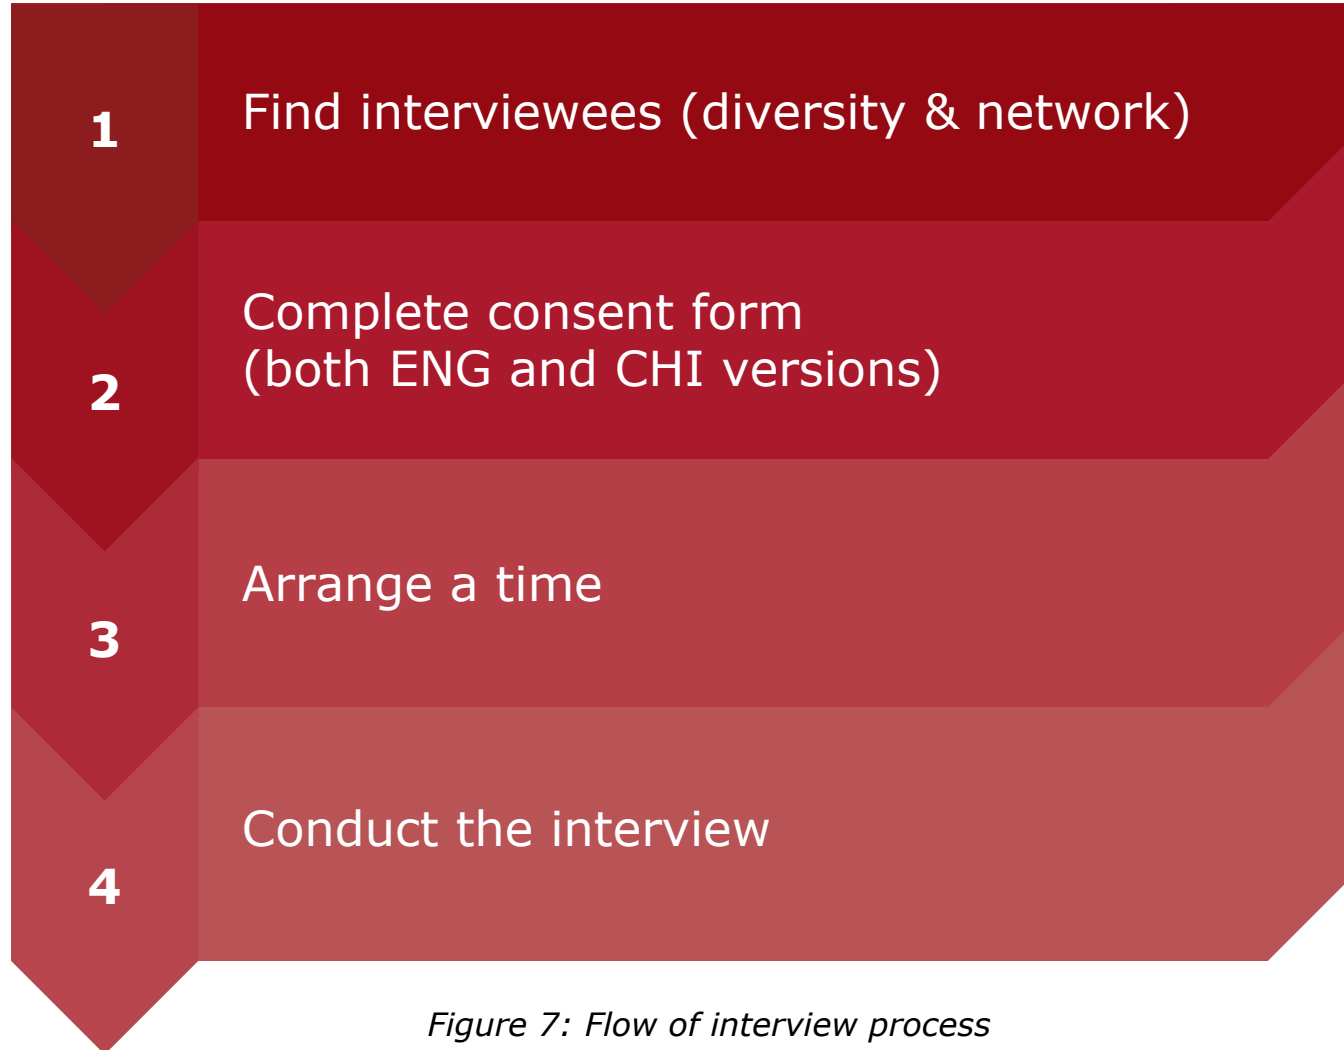 1
Find interviewees (diversity & network)
2
Complete consent form
(both ENG and CHI versions)
3
Arrange a time
4
Conduct the interview
Figure 7: Flow of interview process